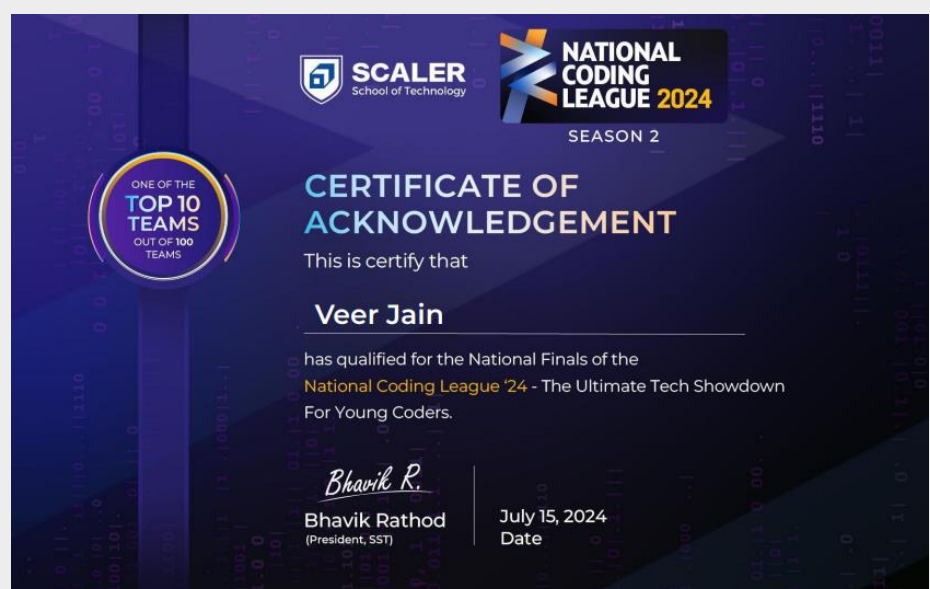 SCALER
School of Technology
NATIONAL
CODING
LEAGUE 2024
SEASON 2
ONE OF THE
TOP 10
TEAMS
OUT OF 100
TEAMS
CERTIFICATE OF
ACKNOWLEDGEMENT
This is certify that
Veer Jain
has qualified for the National Finals of the
National Coding League ‘24 - The Ultimate Tech Showdown
For Young Coders.
Bhavik R.
Bhavik Rathod
(President, SST)
July 15, 2024
Date